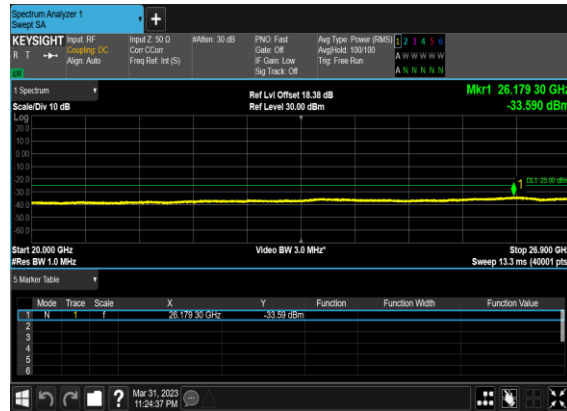 Spectrum Analyzer 1
Swept SA
+
KEYSIGHT Input: RF Input Z: 50 Ω #Atten: 30 dB PNO: Fast Avg Type: Power (RMS) 1 2 3 4 5 6
R T Coupling: DC Corr CCorr Gate: Off Avg|Hold: 100/100 A W W W W W
Align: Auto Freq Ref: Int (S) IF Gain: Low Trig: Free Run
Sig Track: Off A N N N N N
1 Spectrum Ref Lvl Offset 18.38 dB Mkr1 26.179 30 GHz
Scale/Div 10 dB Ref Level 30.00 dBm -33.590 dBm
Log
20.0
10.0
0.00
-10.0
-20.0
1 DL1 -25.00 dBm
-30.0
-40.0
-50.0
-60.0
Start 20.000 GHz Video BW 3.0 MHz* Stop 26.900 GHz
#Res BW 1.0 MHz Sweep 13.3 ms (40001 pts)
5 Marker Table
Mode Trace Scale X Y Function Function Width Function Value
1 N 1 f 26.179 30 GHz -33.59 dBm
2
3
4
5
6
? Mar 31, 2023
11:24:37 PM